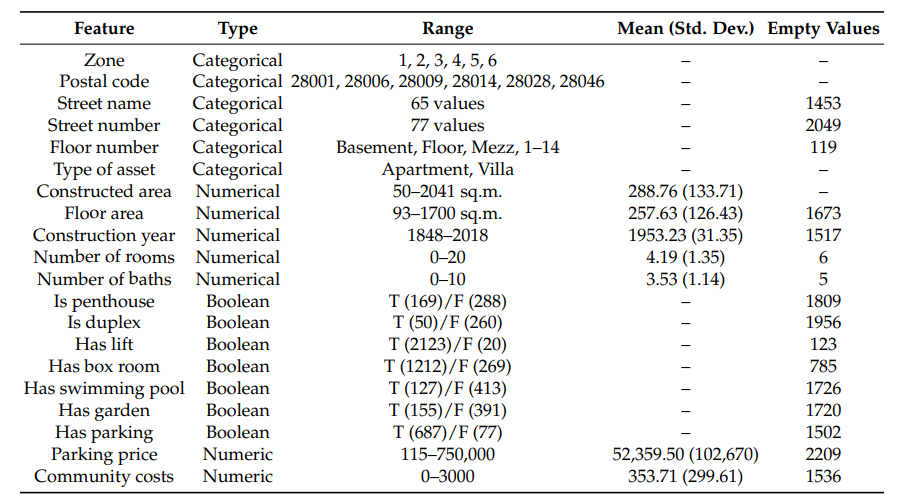 Feature Type Range Mean (Std. Dev.) Empty Values
Zone Categorical 1, 2, 3, 4, 5, 6 – –
Postal code Categorical 28001, 28006, 28009, 28014, 28028, 28046 – –
Street name Categorical 65 values – 1453
Street number Categorical 77 values – 2049
Floor number Categorical Basement, Floor, Mezz, 1–14 – 119
Type of asset Categorical Apartment, Villa – –
Constructed area Numerical 50–2041 sq.m. 288.76 (133.71) –
Floor area Numerical 93–1700 sq.m. 257.63 (126.43) 1673
Construction year Numerical 1848–2018 1953.23 (31.35) 1517
Number of rooms Numerical 0–20 4.19 (1.35) 6
Number of baths Numerical 0–10 3.53 (1.14) 5
Is penthouse Boolean T (169)/F (288) – 1809
Is duplex Boolean T (50)/F (260) – 1956
Has lift Boolean T (2123)/F (20) – 123
Has box room Boolean T (1212)/F (269) – 785
Has swimming pool Boolean T (127)/F (413) – 1726
Has garden Boolean T (155)/F (391) – 1720
Has parking Boolean T (687)/F (77) – 1502
Parking price Numeric 115–750,000 52,359.50 (102,670) 2209
Community costs Numeric 0–3000 353.71 (299.61) 1536